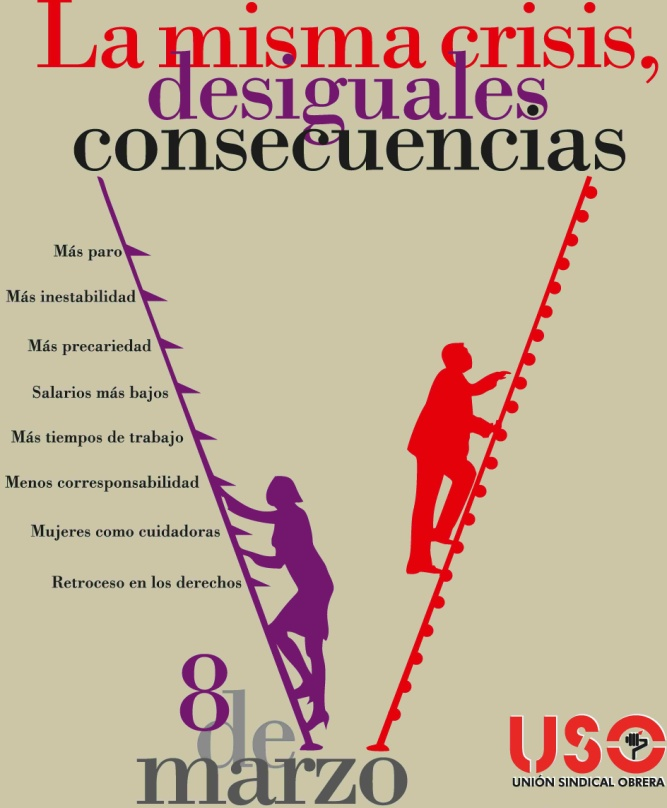 La misma crisis,
desiguales
consecuencias
Más paro
Más inestabilidad
Más precariedad
Salarios más bajos
Más tiempos de trabajo
Menos corresponsabilidad
Mujeres como cuidadoras
Retroceso en los derechos
8
de
marzo
USO
UNIÓN SINDICAL OBRERA